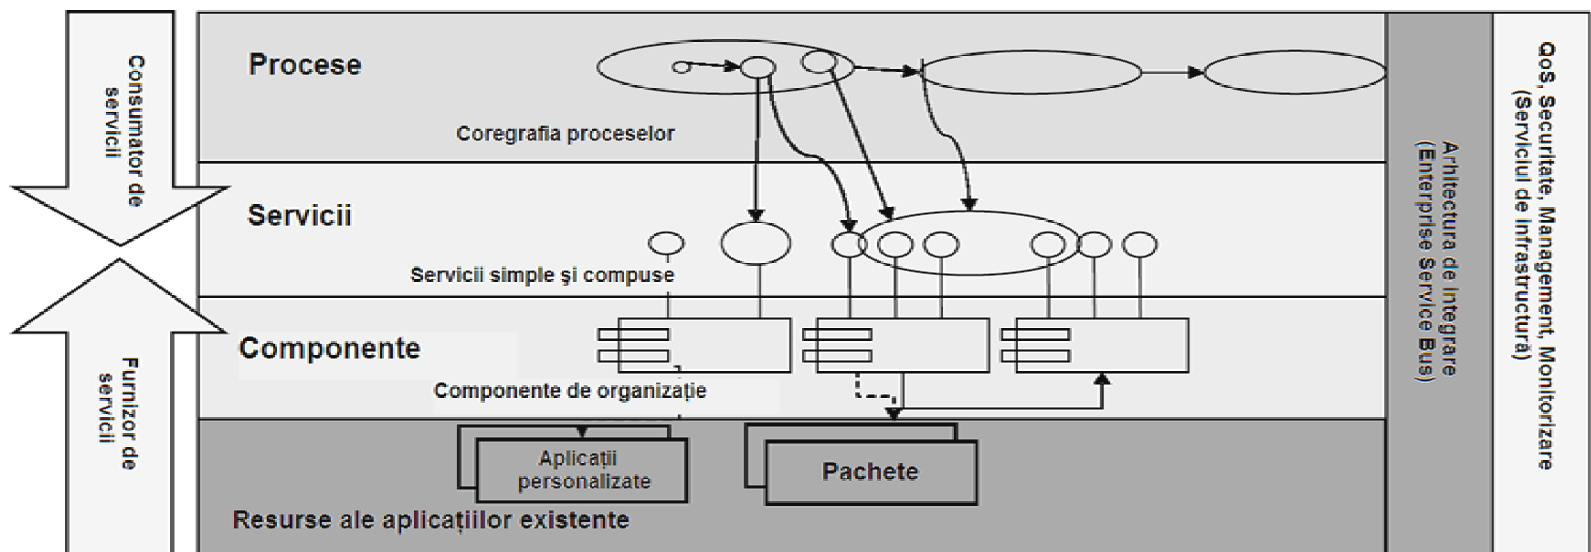 Consumator de
servicii
Furnizor de
servicii
Procese
Coregrafia proceselor
Servicii
Servicii simple şi compuse
Componente
Componente de organizaţie
Aplicaţii
personalizate
Pachete
Resurse ale aplicaţiilor existente
Arhitectura de integrare
(Enterprise Service Bus)
QoS, Securitate, Management, Monitorizare
(Serviciul de infrastructură)